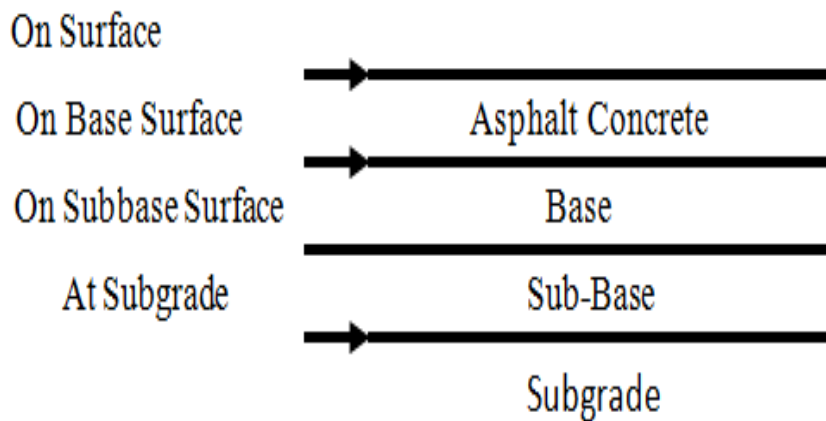 On Surface
On Base Surface
Asphalt Concrete
On Subbase Surface
Base
At Subgrade
Sub-Base
Subgrade